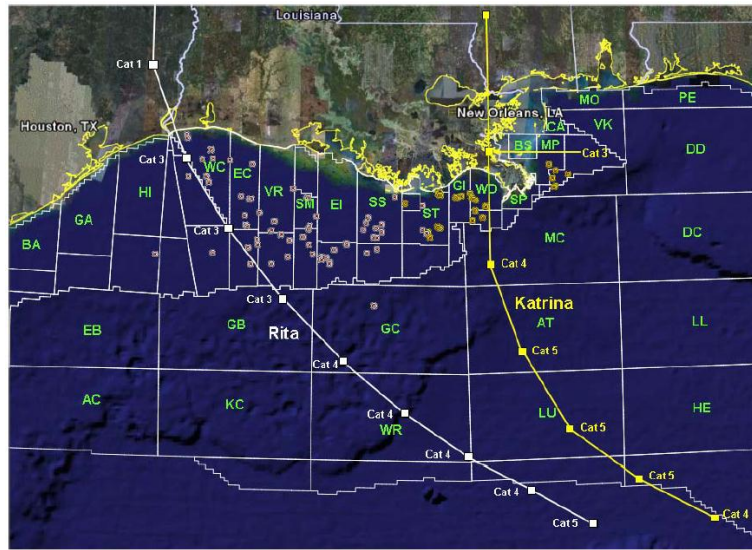 Louisiana
Cat 1
MO
PE
New Orleans, LA
Houston, TX
CA
VK
BS
MP
Cat 3
DD
Cat 3
WC
EC
HI
VR
SM
EI
SS
ST
GI
WD
SP
GA
BA
Cat 3
MC
DC
Cat 4
Cat 3
Katrina
EB
GB
Rita
GC
AT
LL
Cat 5
Cat 4
AC
KC
Cat 4
WR
LU
HE
Cat 5
Cat 4
Cat 5
Cat 4
Cat 4
Cat 5